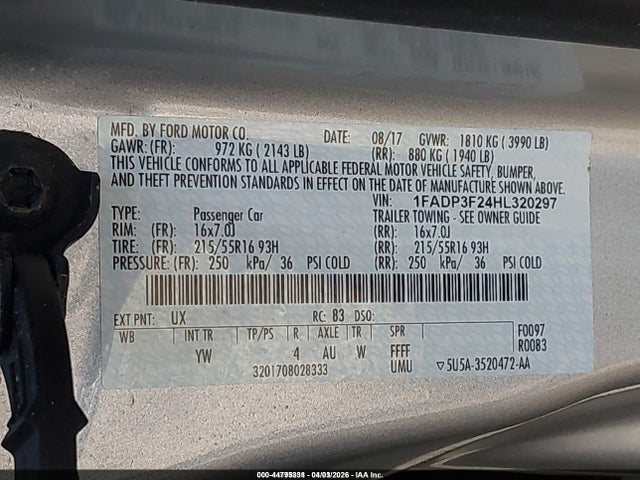 MFD. BY FORD MOTOR CO. DATE: 08/17 GVWR: 1810 KG ( 3990 LB)
GAWR: (FR): 972 KG ( 2143 LB) (RR): 880 KG ( 1940 LB)
THIS VEHICLE CONFORMS TO ALL APPLICABLE FEDERAL MOTOR VEHICLE SAFETY, BUMPER,
AND THEFT PREVENTION STANDARDS IN EFFECT ON THE DATE OF MANUFACTURE SHOWN ABOVE.
VIN: 1FADP3F24HL320297
TYPE: Passenger Car TRAILER TOWING - SEE OWNER GUIDE
RIM: (FR): 16x7.0J (RR): 16x7.0J
TIRE: (FR): 215/55R16 93H (RR): 215/55R16 93H
PRESSURE: (FR): 250 kPa/ 36 PSI COLD (RR): 250 kPa/ 36 PSI COLD
EXT PNT: UX RC: 83 DSO:
WB INT TR TP/PS R AXLE TR SPR F0097
YW 4 AU W FFFF R0083
3201708028333 UMU ▽5U5A-3520472-AA
04/03/2026 - IAA Inc.